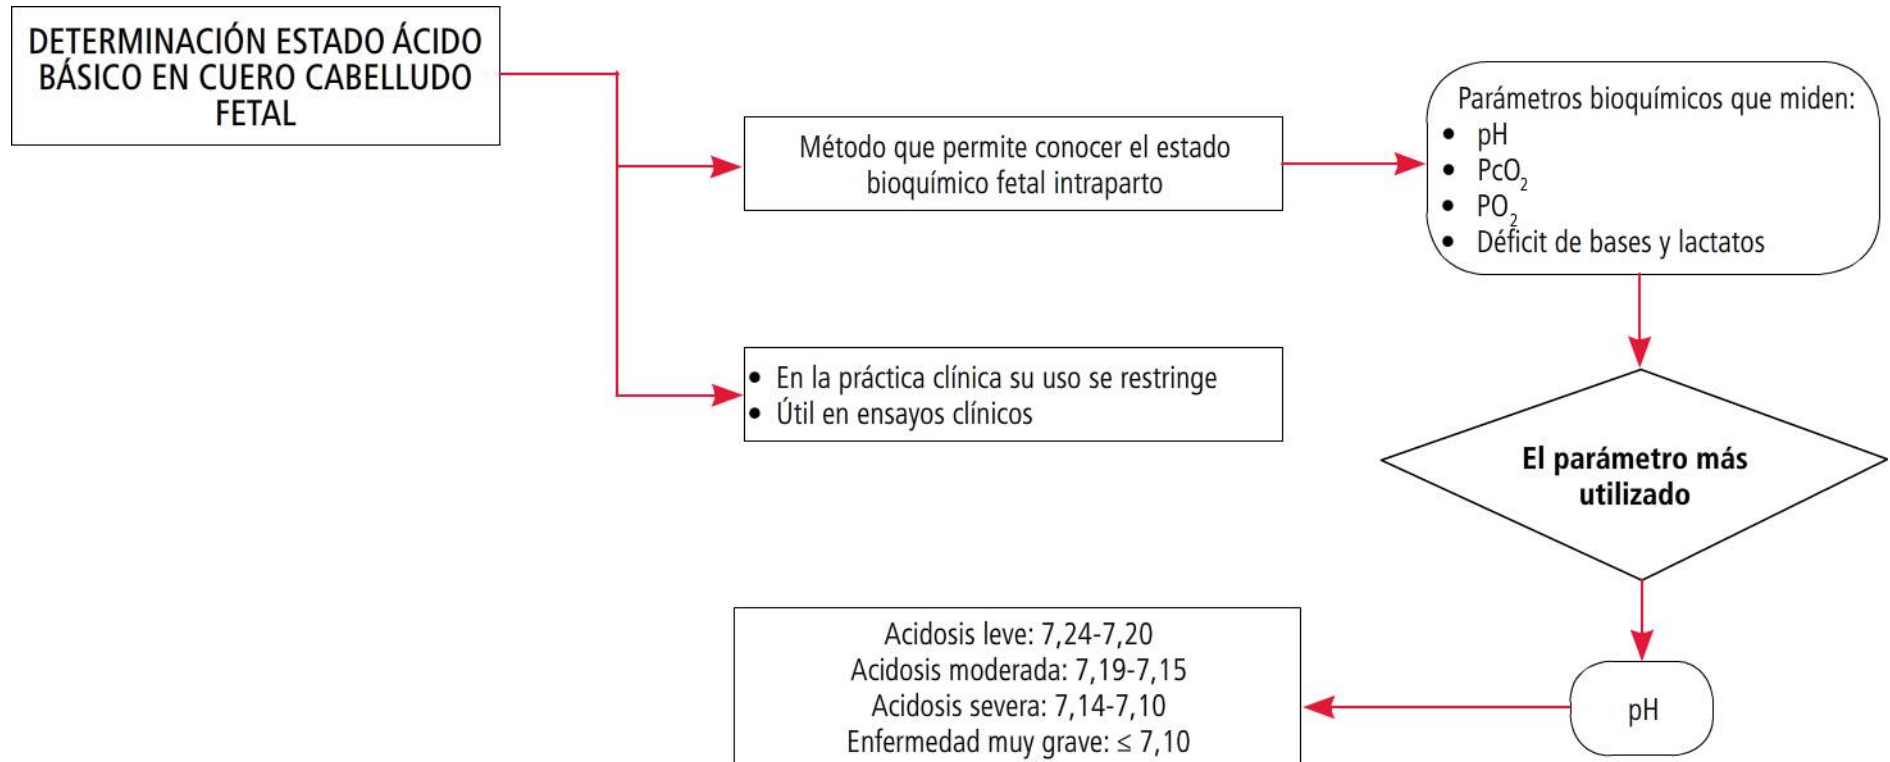 DETERMINACIÓN ESTADO ÁCIDO
BÁSICO EN CUERO CABELLUDO
FETAL
Método que permite conocer el estado
bioquímico fetal intraparto
Parámetros bioquímicos que miden:
• pH
• PcO₂
• PO₂
• Déficit de bases y lactatos
• En la práctica clínica su uso se restringe
• Útil en ensayos clínicos
El parámetro más
utilizado
pH
Acidosis leve: 7,24-7,20
Acidosis moderada: 7,19-7,15
Acidosis severa: 7,14-7,10
Enfermedad muy grave: ≤ 7,10